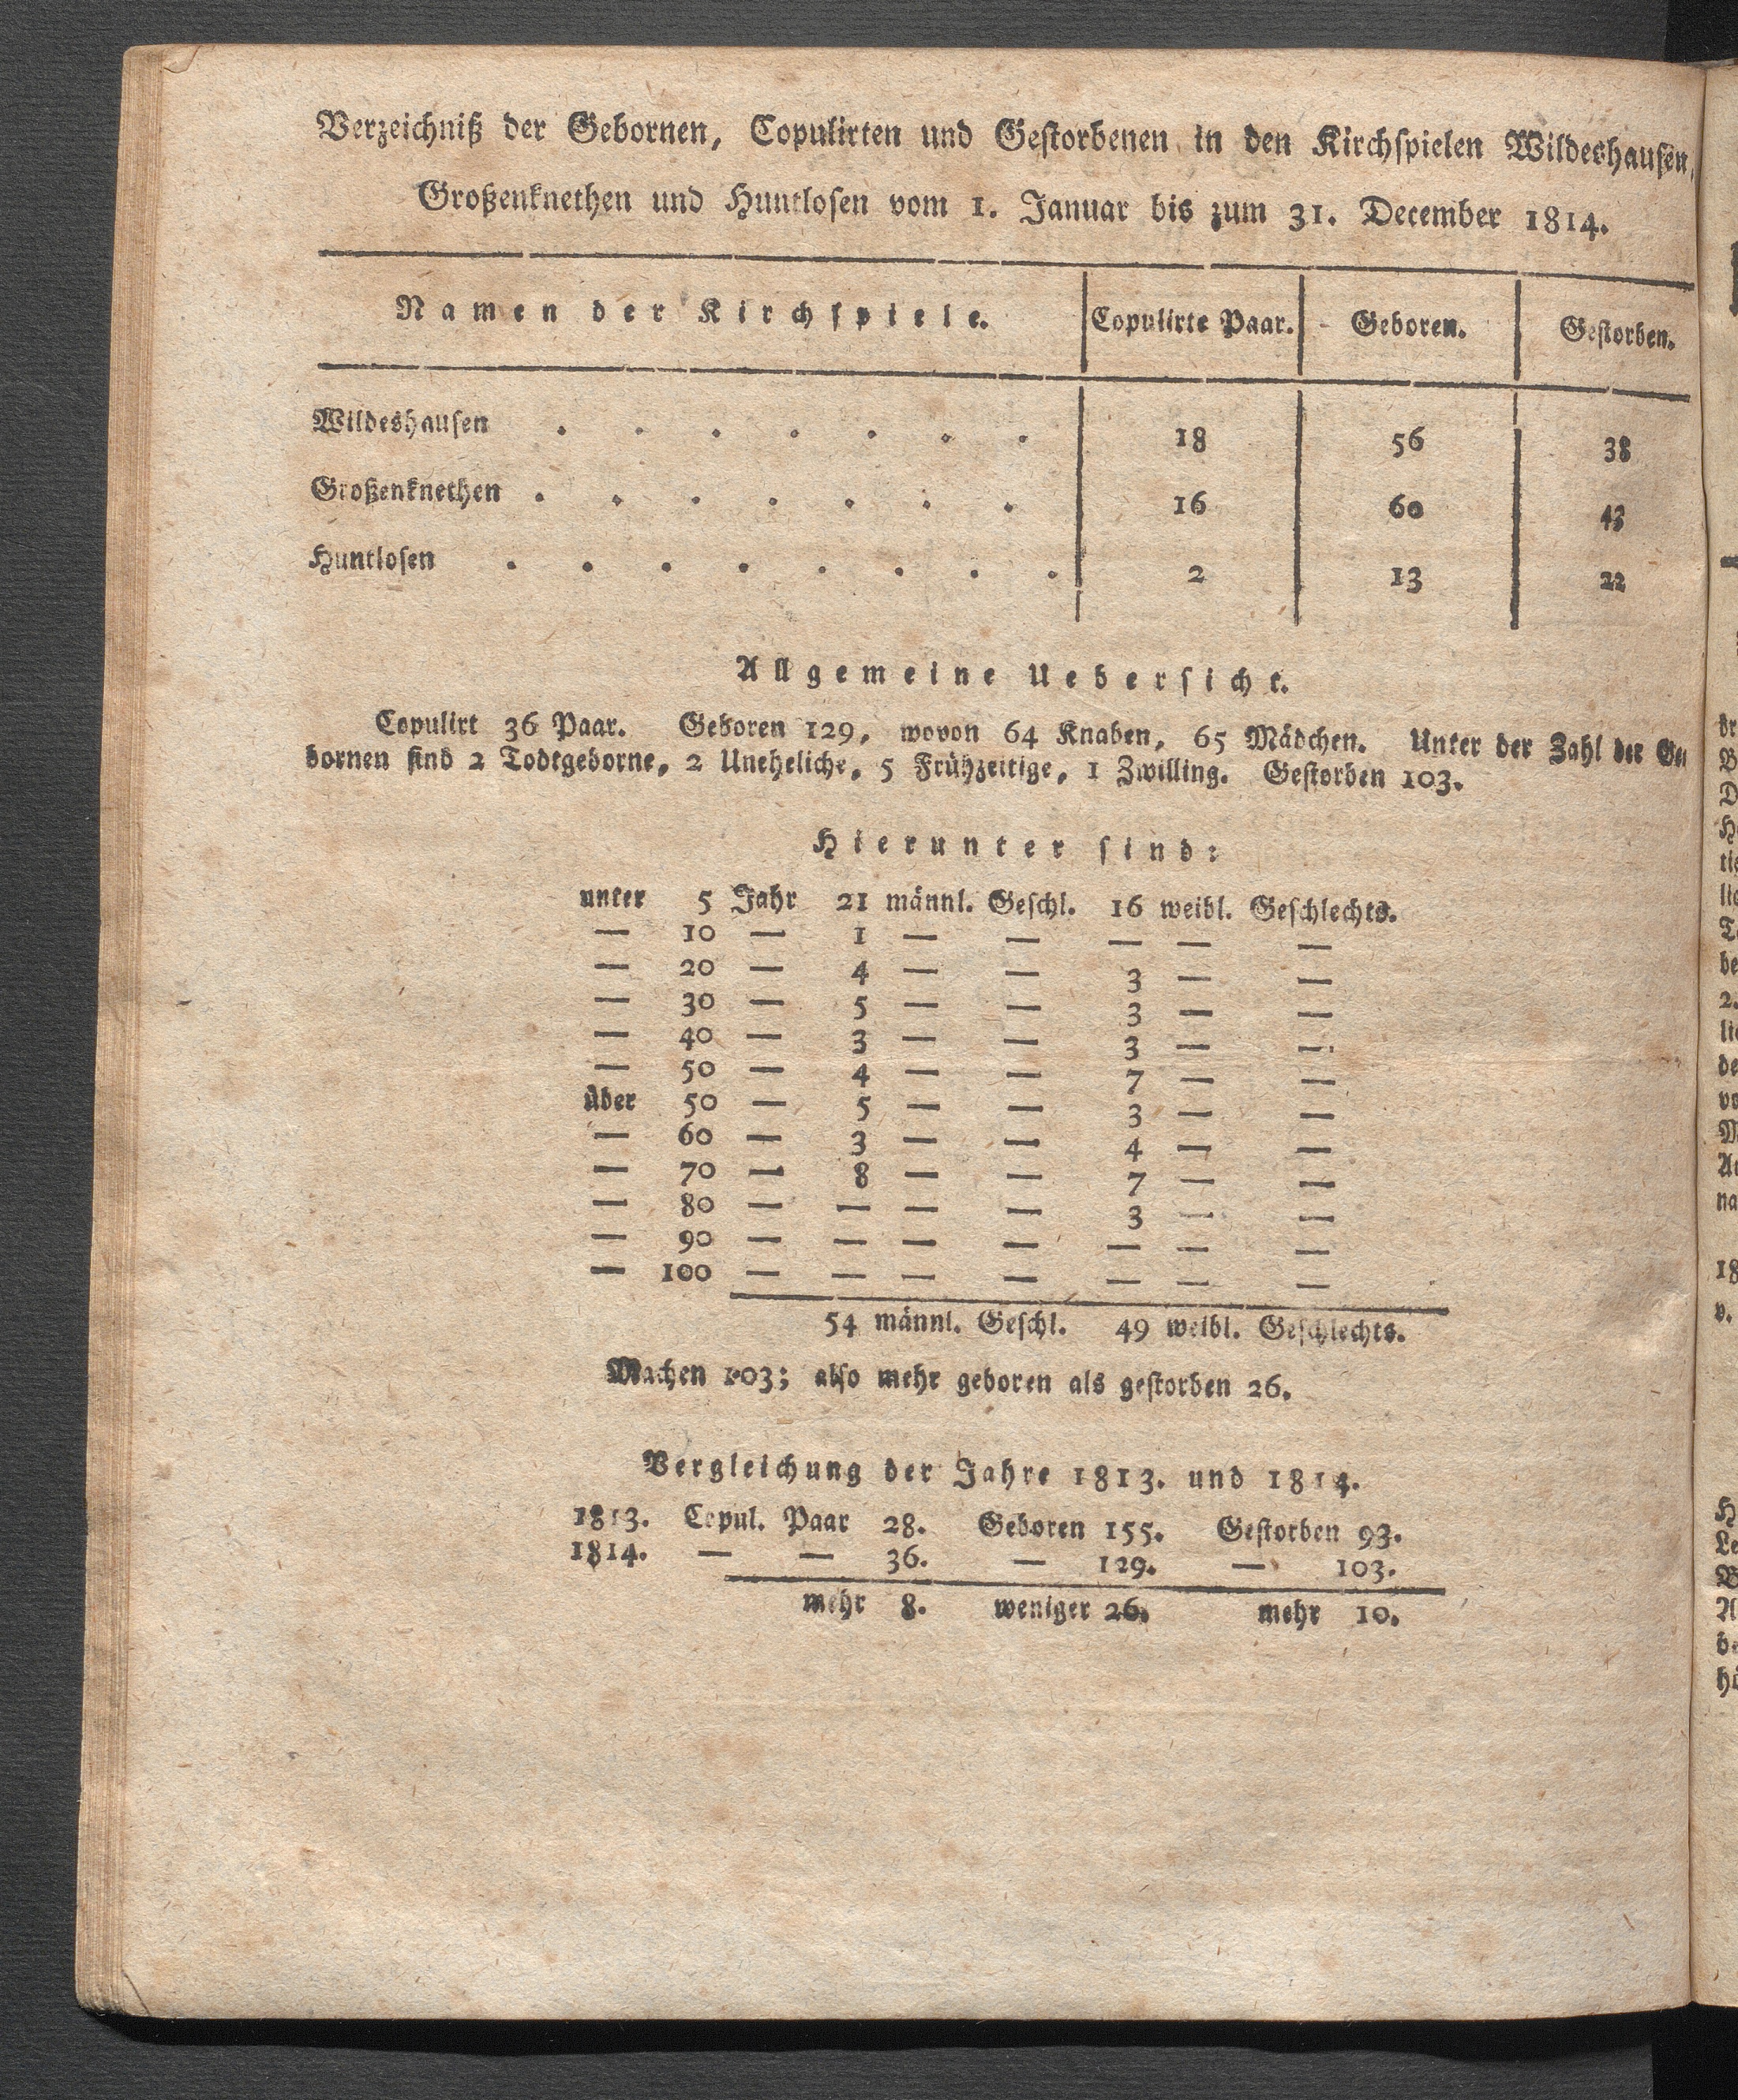 Verzeichniß der Gebornen, Copulirten und Gestorbenen in den Kirchspielen Wildeshausen,
Großenknethen und Huntlosen vom 1. Januar bis zum 31. December 1814.
Namen der Kirchspiele. Copulirte Paar. Geboren. Gestorben.
Wildeshausen . . . . . . . 18 56 38
Großenknethen . . . . . . . 16 60 43
Huntlosen . . . . . . . . 2 13 22
Allgemeine Uebersicht.
Copulirt 36 Paar. Geboren 129, wovon 64 Knaben, 65 Mädchen. Unter der Zahl der Ge-
bornen sind 2 Todtgeborne, 2 Uneheliche, 5 Frühzeitige, 1 Zwilling. Gestorben 103.
Hierunter sind:
unter 5 Jahr 21 männl. Geschl. 16 weibl. Geschlechts.
— 10 — 1 — — — — —
— 20 — 4 — — 3 — —
— 30 — 5 — — 3 — —
— 40 — 3 — — 3 — —
— 50 — 4 — — 7 — —
über 50 — 5 — — 3 — —
— 60 — 3 — — 4 — —
— 70 — 8 — — 7 — —
— 80 — — — — 3 — —
— 90 — — — — — — —
— 100 — — — — — — —
54 männl. Geschl. 49 weibl. Geschlechts.
Machen 103; also mehr geboren als gestorben 26.
Vergleichung der Jahre 1813. und 1814.
1813. Copul. Paar 28. Geboren 155. Gestorben 93.
1814. — — 36. — 129. — 103.
mehr 8. weniger 26. mehr 10.